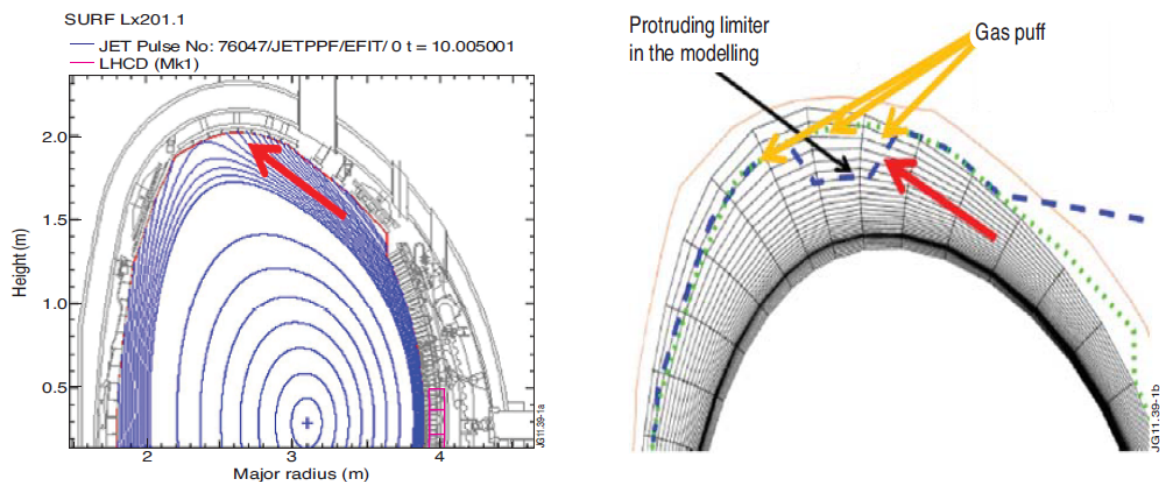 SURF Lx201.1
JET Pulse No: 76047/JETPPF/EFIT/ 0 t = 10.005001
LHCD (Mk1)
2.0
1.5
1.0
0.5
Height (m)
2
3
4
Major radius (m)
JG11.39-1a
Protruding limiter
in the modelling
Gas puff
JG11.39-1b